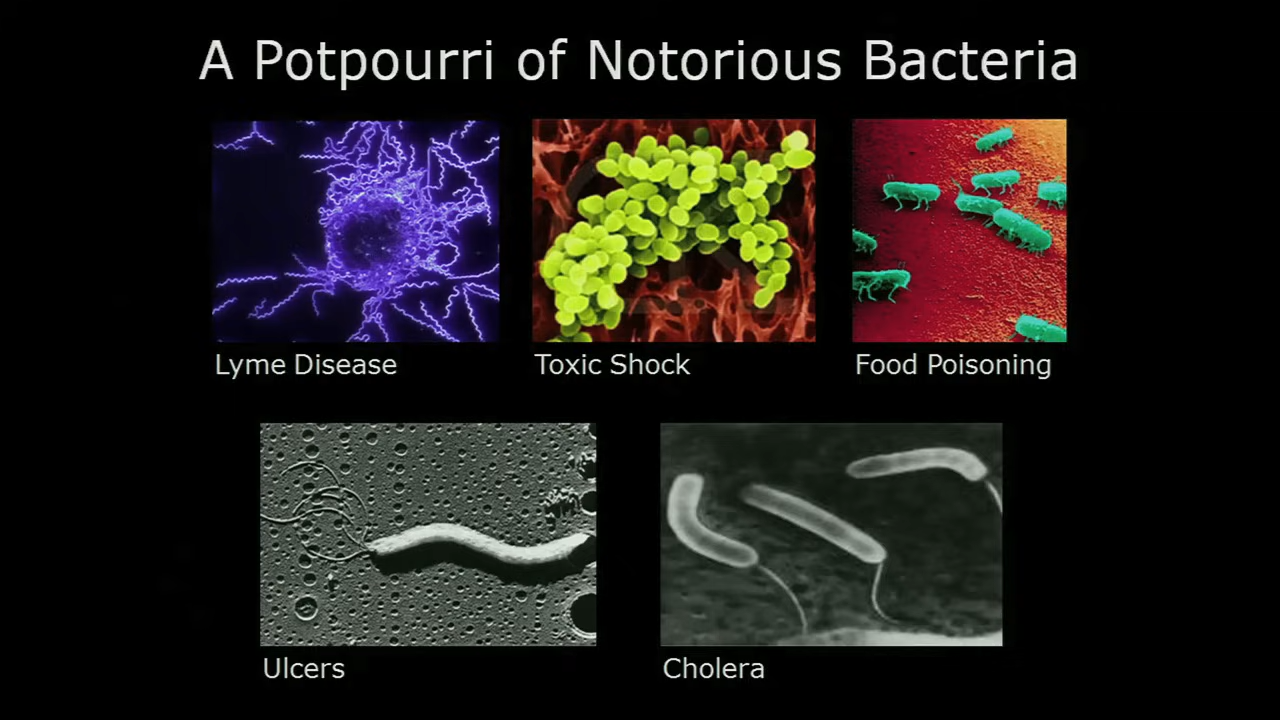 A Potpourri of Notorious Bacteria
Lyme Disease
Toxic Shock
Food Poisoning
Ulcers
Cholera